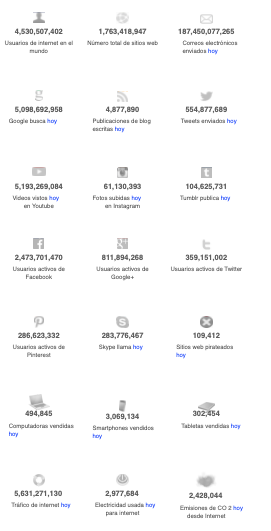 4,530,507,402
Usuarios de internet en el
mundo
1,763,418,947
Número total de sitios web
187,450,077,265
Correos electrónicos
enviados hoy
5,098,692,958
Google busca hoy
4,877,890
Publicaciones de blog
escritas hoy
554,877,689
Tweets enviados hoy
5,193,269,084
Videos vistos hoy
en Youtube
61,130,393
Fotos subidas hoy
en Instagram
104,625,731
Tumblr publica hoy
2,473,701,470
Usuarios activos de
Facebook
811,894,268
Usuarios activos de
Google+
359,151,002
Usuarios activos de Twitter
286,623,332
Usuarios activos de
Pinterest
283,776,467
Skype llama hoy
109,412
Sitios web pirateados
hoy
494,845
Computadoras vendidas
hoy
3,069,134
Smartphones vendidos
hoy
302,454
Tabletas vendidas hoy
5,631,271,130
Tráfico de internet hoy
2,977,684
Electricidad usada hoy
para internet
2,428,044
Emisiones de CO 2 hoy
desde Internet